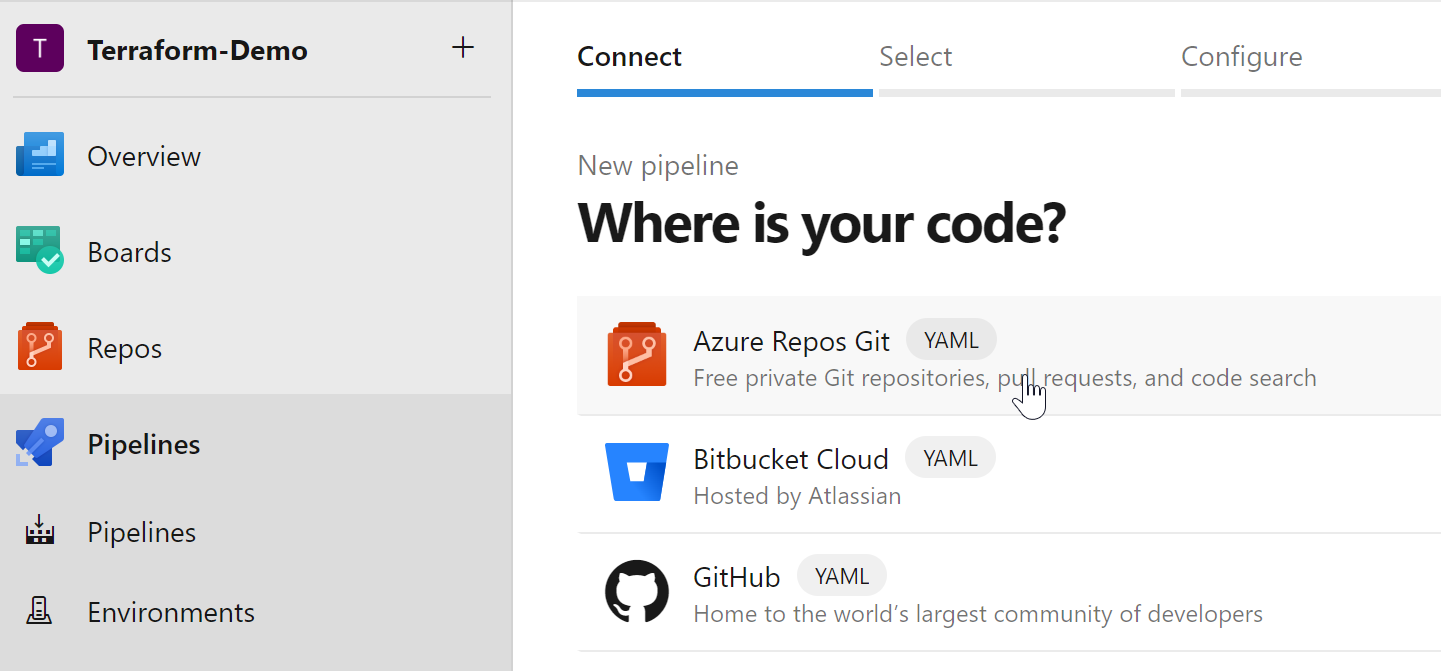 T
Terraform-Demo
+
Overview
Boards
Repos
Pipelines
Pipelines
Environments
Connect
Select
Configure
New pipeline
Where is your code?
Azure Repos Git YAML
Free private Git repositories, pull requests, and code search
Bitbucket Cloud YAML
Hosted by Atlassian
GitHub YAML
Home to the world’s largest community of developers